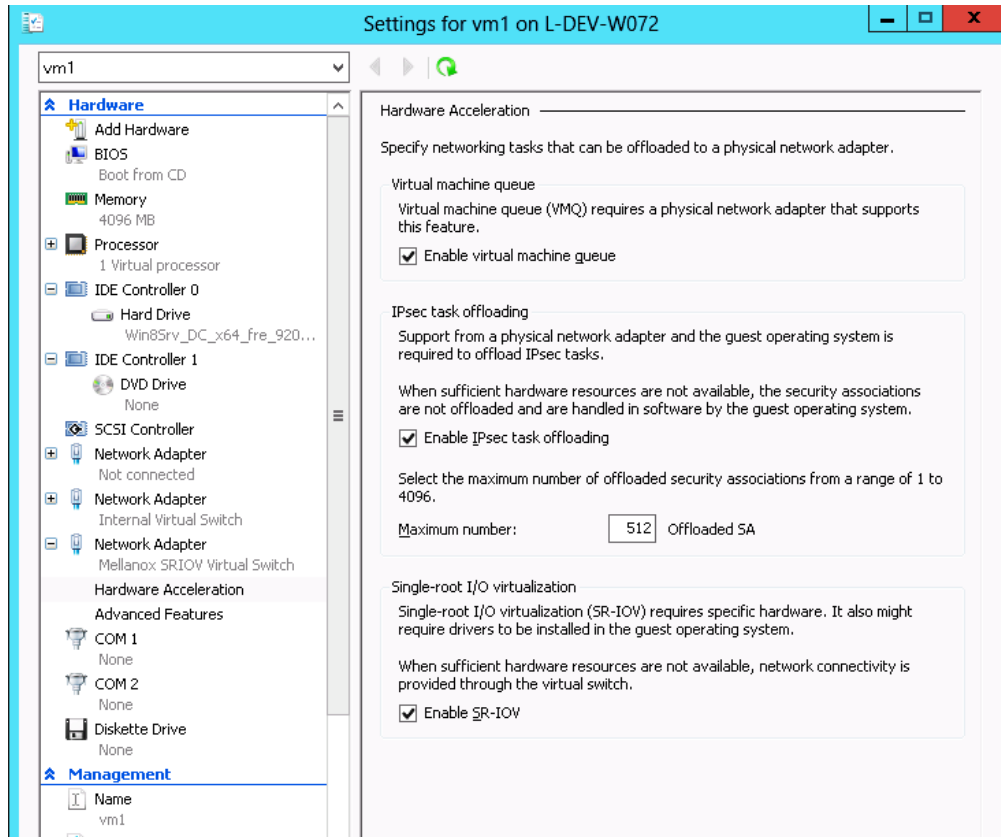 Settings for vm1 on L-DEV-W072
vm1
Hardware
Add Hardware
BIOS
Boot from CD
Memory
4096 MB
Processor
1 Virtual processor
IDE Controller 0
Hard Drive
Win8Srv_DC_x64_fre_920...
IDE Controller 1
DVD Drive
None
SCSI Controller
Network Adapter
Not connected
Network Adapter
Internal Virtual Switch
Network Adapter
Mellanox SRIOV Virtual Switch
Hardware Acceleration
Advanced Features
COM 1
None
COM 2
None
Diskette Drive
None
Management
Name
vm1
Hardware Acceleration
Specify networking tasks that can be offloaded to a physical network adapter.
Virtual machine queue
Virtual machine queue (VMQ) requires a physical network adapter that supports
this feature.
Enable virtual machine queue
IPsec task offloading
Support from a physical network adapter and the guest operating system is
required to offload IPsec tasks.
When sufficient hardware resources are not available, the security associations
are not offloaded and are handled in software by the guest operating system.
Enable IPsec task offloading
Select the maximum number of offloaded security associations from a range of 1 to
4096.
Maximum number: 512 Offloaded SA
Single-root I/O virtualization
Single-root I/O virtualization (SR-IOV) requires specific hardware. It also might
require drivers to be installed in the guest operating system.
When sufficient hardware resources are not available, network connectivity is
provided through the virtual switch.
Enable SR-IOV